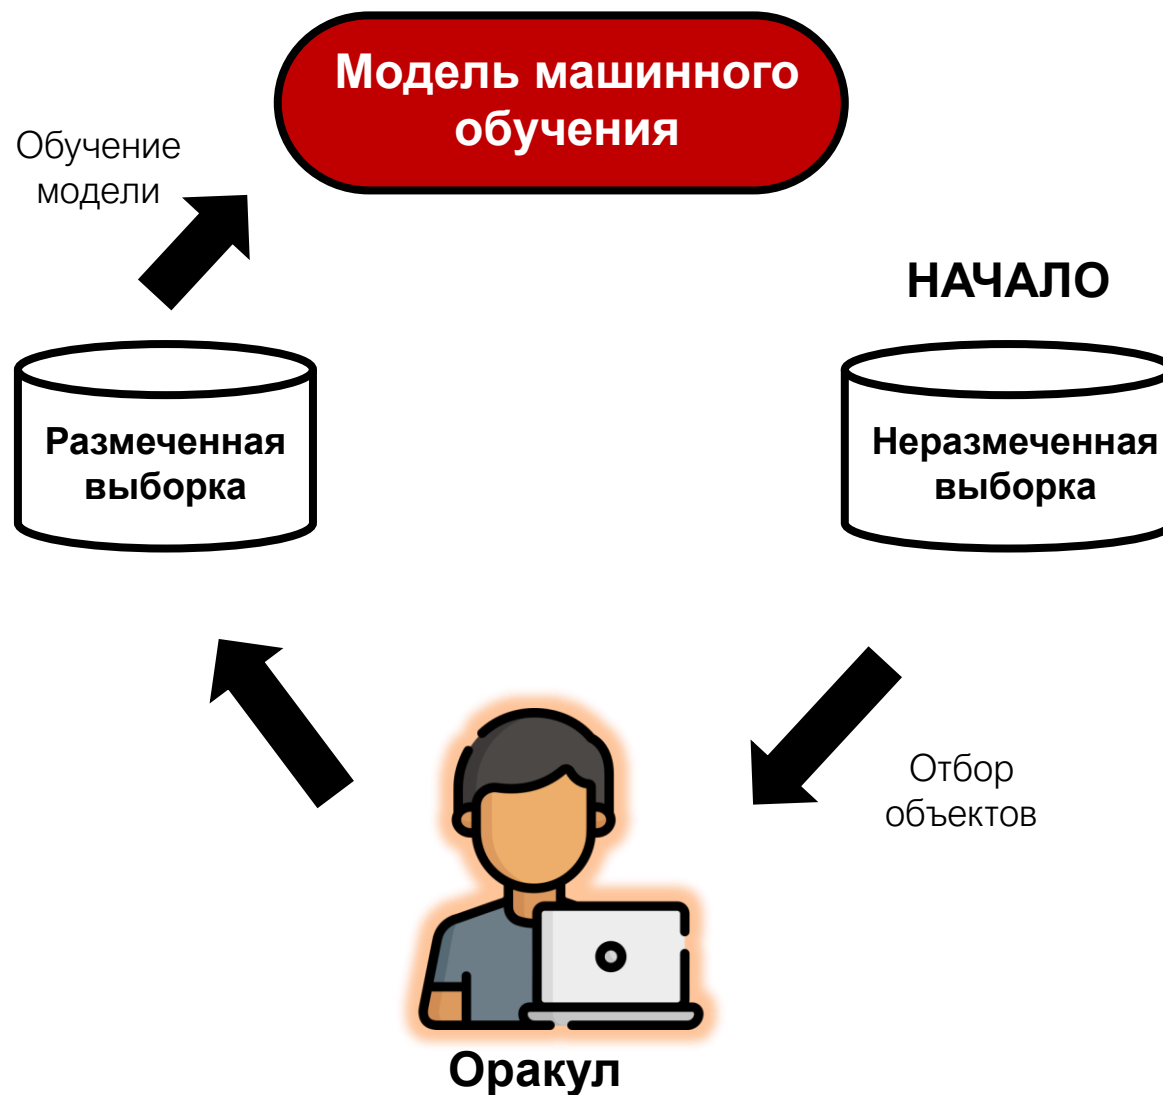 Модель машинного
обучения
Обучение
модели
НАЧАЛО
Размеченная
выборка
Неразмеченная
выборка
Отбор
объектов
Оракул